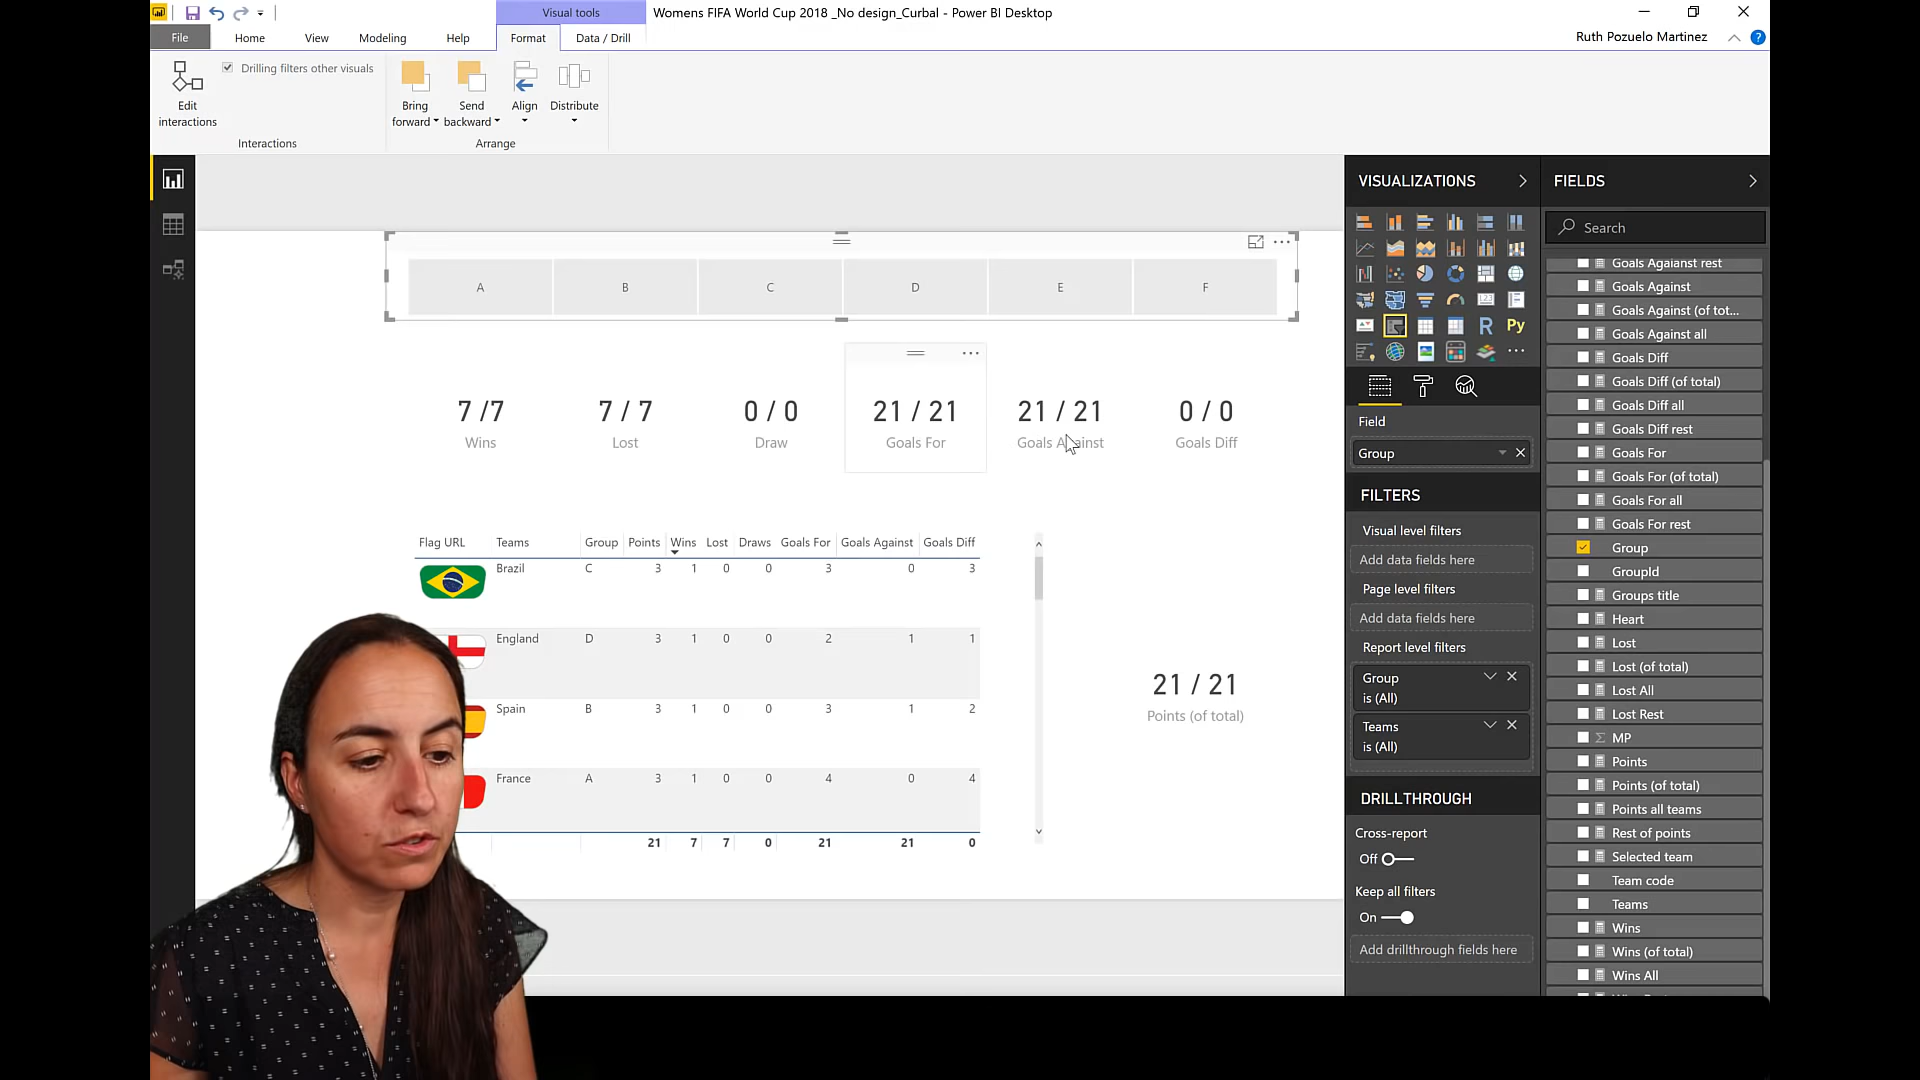 Visual tools
Womens FIFA World Cup 2018 _No design_Curbal - Power BI Desktop
File
Home
View
Modeling
Help
Format
Data / Drill
Ruth Pozuelo Martinez
?
Edit
interactions
Drilling filters other visuals
Interactions
Bring
forward
Send
backward
Align
Distribute
Arrange
A
B
C
D
E
F
7 /7
Wins
7 / 7
Lost
0 / 0
Draw
21 / 21
Goals For
21 / 21
Goals Against
0 / 0
Goals Diff
Flag URL Teams Group Points Wins Lost Draws Goals For Goals Against Goals Diff
Brazil C 3 1 0 0 3 0 3
England D 3 1 0 0 2 1 1
Spain B 3 1 0 0 3 1 2
France A 3 1 0 0 4 0 4
21 7 7 0 21 21 0
21 / 21
Points (of total)
VISUALIZATIONS
R
Py
Field
Group
FILTERS
Visual level filters
Add data fields here
Page level filters
Add data fields here
Report level filters
Group
is (All)
Teams
is (All)
DRILLTHROUGH
Cross-report
Off
Keep all filters
On
Add drillthrough fields here
FIELDS
Search
Goals Agaianst rest
Goals Against
Goals Against (of tot...
Goals Against all
Goals Diff
Goals Diff (of total)
Goals Diff all
Goals Diff rest
Goals For
Goals For (of total)
Goals For all
Goals For rest
Group
GroupId
Groups title
Heart
Lost
Lost (of total)
Lost All
Lost Rest
MP
Points
Points (of total)
Points all teams
Rest of points
Selected team
Team code
Teams
Wins
Wins (of total)
Wins All